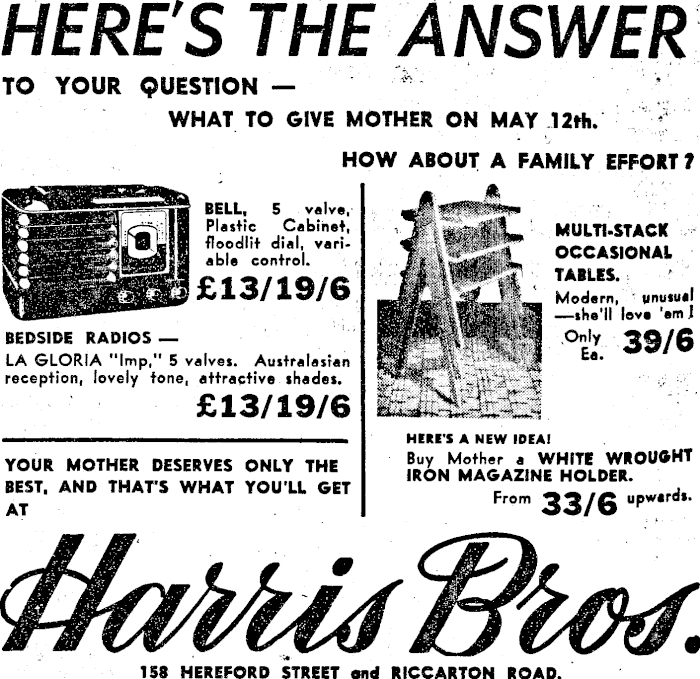 HERE'S THE ANSWER
TO YOUR QUESTION —
WHAT TO GIVE MOTHER ON MAY 12th.
HOW ABOUT A FAMILY EFFORT?
BELL, 5 valve,
Plastic Cabinet,
floodlit dial, vari-
able control.
£13/19/6
BEDSIDE RADIOS —
LA GLORIA "Imp," 5 valves. Australasian
reception, lovely tone, attractive shades.
£13/19/6
YOUR MOTHER DESERVES ONLY THE
BEST, AND THAT'S WHAT YOU'LL GET
AT
MULTI-STACK
OCCASIONAL
TABLES.
Modern, unusual
—she'll love 'em!
Only
Ea. 39/6
HERE'S A NEW IDEA!
Buy Mother a WHITE WROUGHT
IRON MAGAZINE HOLDER.
From 33/6 upwards.
Harris Bros.
158 HEREFORD STREET and RICCARTON ROAD.